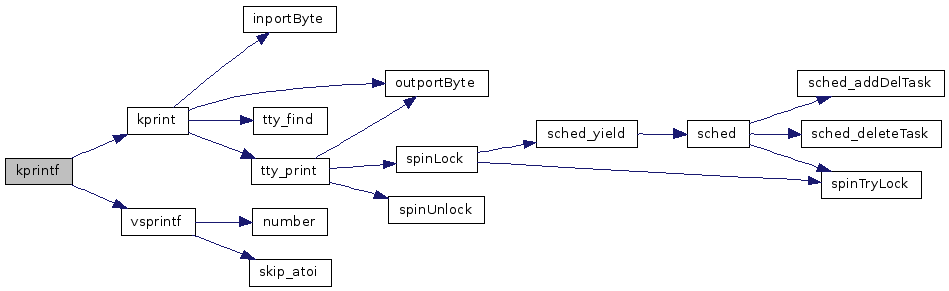 inportByte
sched_addDelTask
outportByte
kprint
tty_find
sched_yield
sched
sched_deleteTask
spinLock
kprintf
tty_print
spinTryLock
spinUnlock
vsprintf
number
skip_atoi